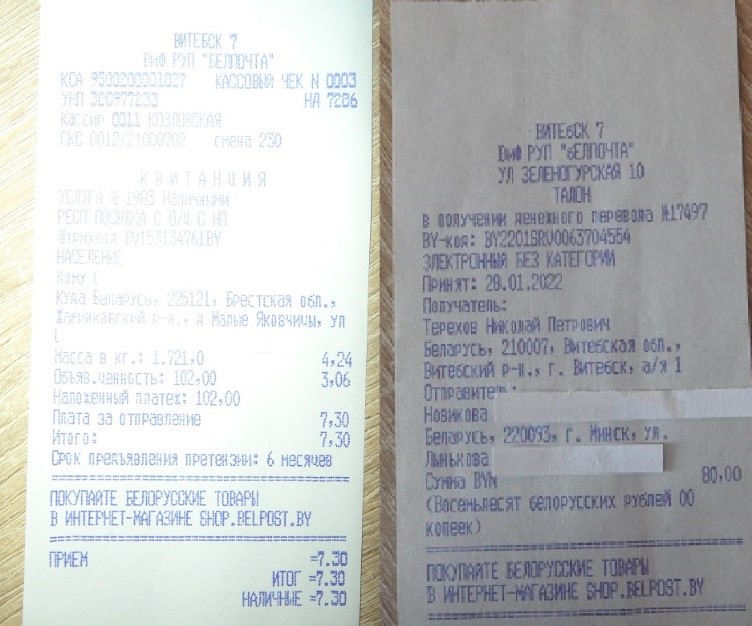 ВИТЕБСК 7
ВмФ РУП "БЕЛПОЧТА"
КСА 9500200001827 КАССОВЫЙ ЧЕК N 0003
УНП 300977233 НД 7286
Кассир 0011 КОЗЛОВСКАЯ
СКС 0012/21000702 смена 230
КВИТАНЦИЯ
УСЛУГА № 1983 Наличными
РЕСП ПОСЫЛКА С О/Ц С НП
Штрихкод BV153134761BY
НАСЕЛЕНИЕ
Кому (
Куда Беларусь, 225121, Брестская обл.,
Жабинковский р-н., д Малые Яковчицы, ул
(
Масса в кг.: 1.721,0 4,24
Объяв.ценность: 102,00 3,06
Наложенный платеж: 102,00
Плата за отправление 7,30
Итого: 7,30
Срок предъявления претензии: 6 месяцев
ПОКУПАЙТЕ БЕЛОРУССКИЕ ТОВАРЫ
В ИНТЕРНЕТ-МАГАЗИНЕ SHOP.BELPOST.BY
ПРИЕМ =7.30
ИТОГ =7.30
НАЛИЧНЫЕ =7.30
ВИТЕбСК 7
ВмФ РУП "бЕЛПОЧТА"
УЛ ЗЕЛЕНОГУРСКАЯ 10
ТАЛОН
в получении денежного перевода №17497
BY-код: BY2201SRV0063704554
ЭЛЕКТРОННЫЙ БЕЗ КАТЕГОРИИ
Принят: 28.01.2022
Получатель:
Терехов Николай Петрович
Беларусь, 210007, Витебская обл.,
Витебский р-н., г. Витебск, а/я 1
Отправитель:
Новикова
Беларусь, 220093, г. Минск, ул.
Лынькова
Сумма BYN 80,00
(Восемьдесят белорусских рублей 00
копеек)
ПОКУПАЙТЕ БЕЛОРУССКИЕ ТОВАРЫ
В ИНТЕРНЕТ-МАГАЗИНЕ SHOP.BELPOST.BY